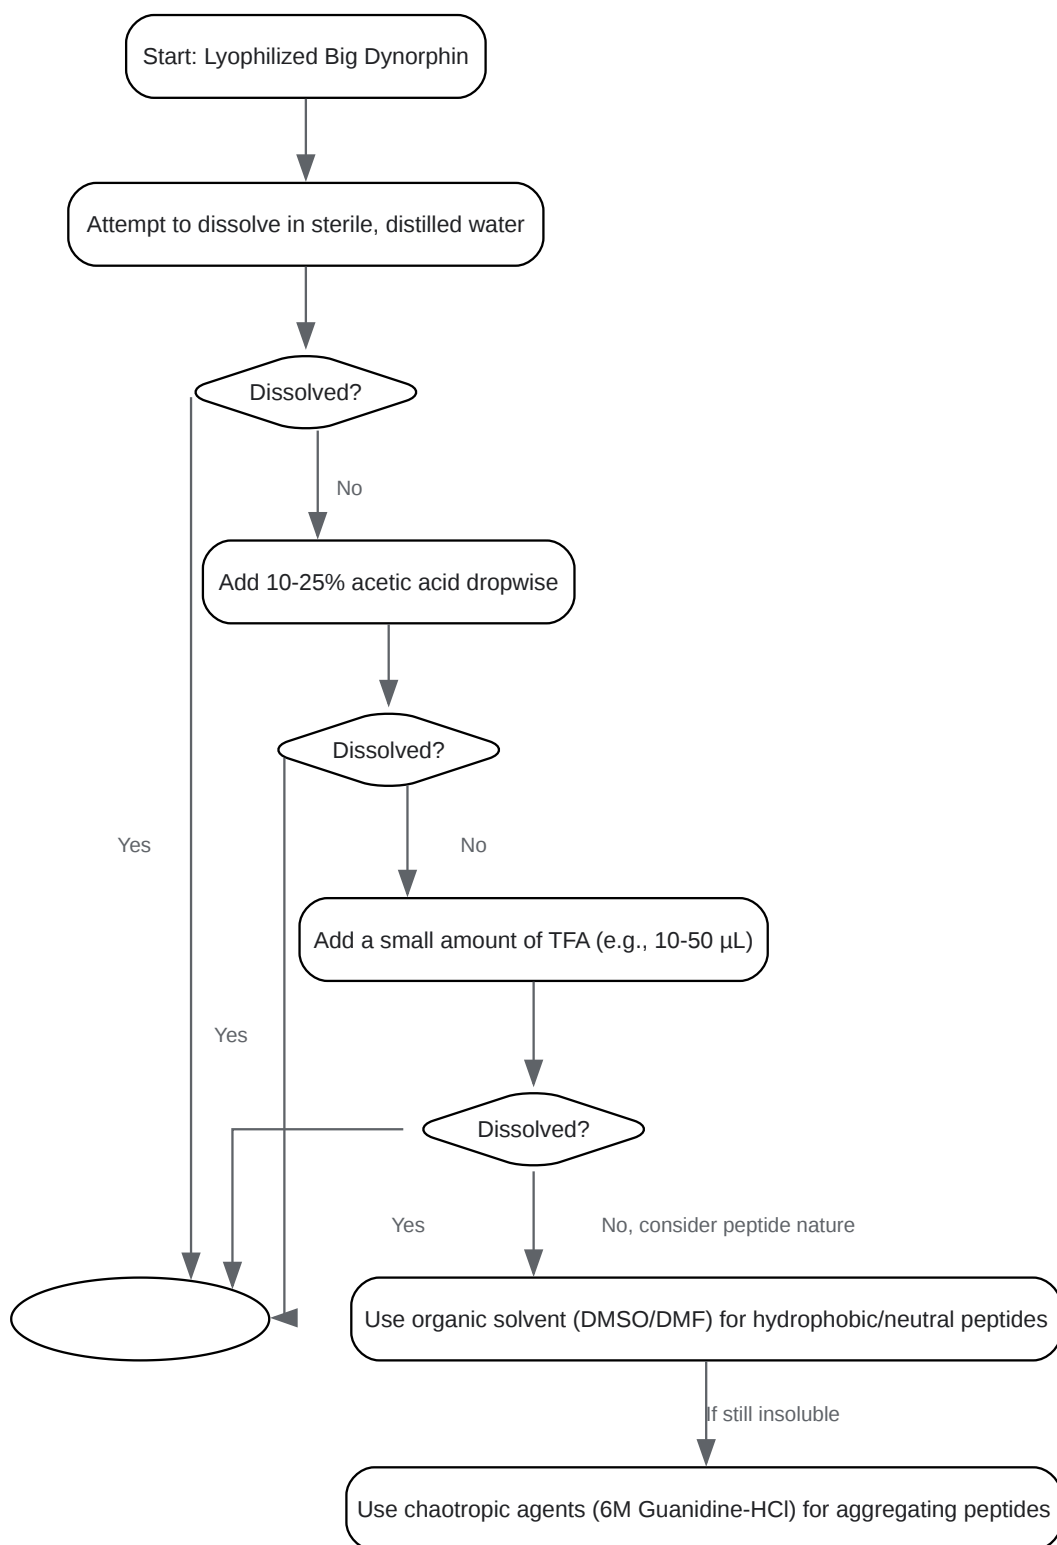 Start: Lyophilized Big Dynorphin
Attempt to dissolve in sterile, distilled water
Dissolved?
No
Add 10-25% acetic acid dropwise
Dissolved?
Yes
No
Add a small amount of TFA (e.g., 10-50 µL)
Yes
Dissolved?
Yes
No, consider peptide nature
Use organic solvent (DMSO/DMF) for hydrophobic/neutral peptides
If still insoluble
Use chaotropic agents (6M Guanidine-HCl) for aggregating peptides